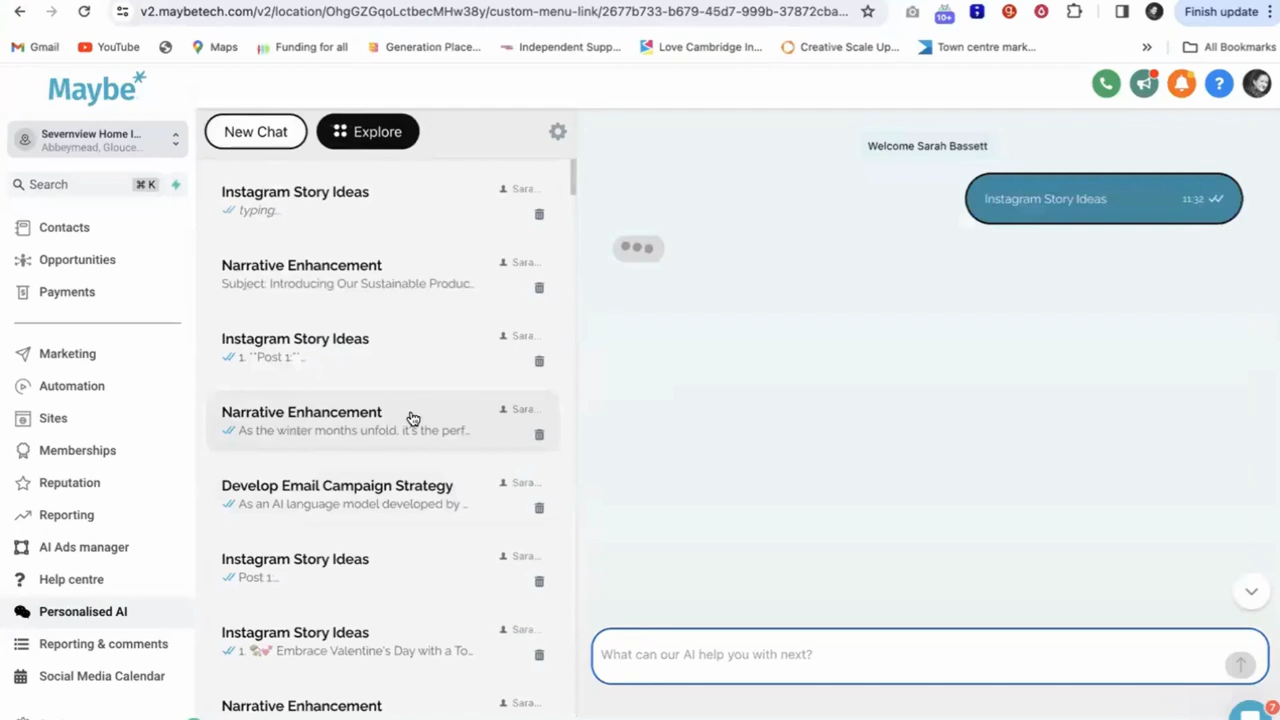 v2.maybetech.com/v2/location/OhgGZGqoLctbecMHw38y/custom-menu-link/2677b733-b679-45d7-999b-37872cba...
10+
Finish update
Gmail
YouTube
Maps
Funding for all
Generation Place...
Independent Supp...
Love Cambridge In...
Creative Scale Up...
Town centre mark...
»
All Bookmarks
Maybe*
Severnview Home I...
Abbeymead, Glouce...
Search
⌘ K
Contacts
Opportunities
Payments
Marketing
Automation
Sites
Memberships
Reputation
Reporting
AI Ads manager
Help centre
Personalised AI
Reporting & comments
Social Media Calendar
New Chat
Explore
Instagram Story Ideas
Sara...
typing...
Narrative Enhancement
Sara...
Subject: Introducing Our Sustainable Produc...
Instagram Story Ideas
Sara...
1. **Post 1:**...
Narrative Enhancement
Sara...
As the winter months unfold, it's the perf...
Develop Email Campaign Strategy
Sara...
As an AI language model developed by ...
Instagram Story Ideas
Sara...
Post 1:...
Instagram Story Ideas
Sara...
1. 💸💕 Embrace Valentine's Day with a To...
Narrative Enhancement
Sara...
Welcome Sarah Bassett
Instagram Story Ideas
11:32
What can our AI help you with next?
7